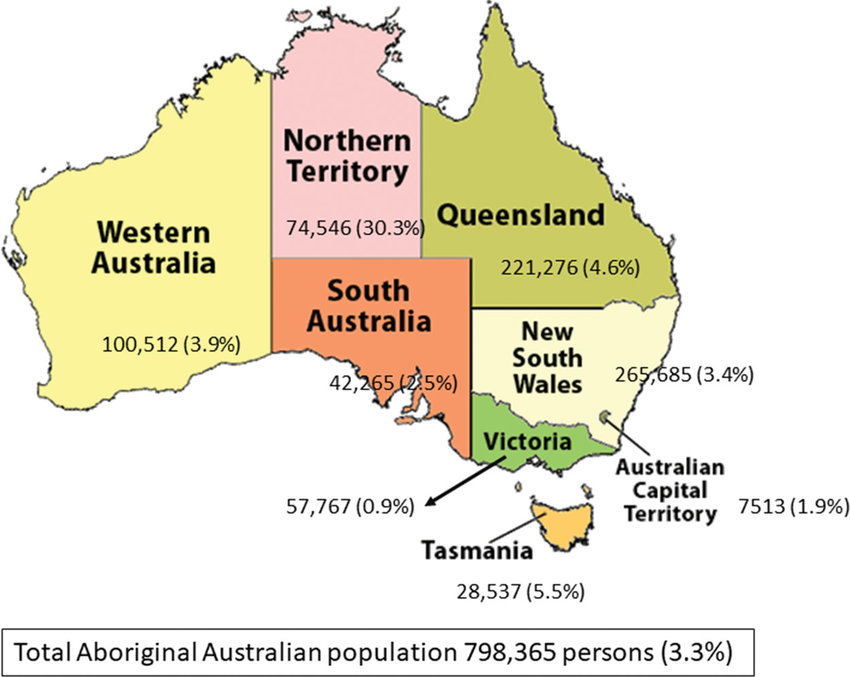 Northern
Territory
74,546 (30.3%)
Queensland
221,276 (4.6%)
Western
Australia
100,512 (3.9%)
South
Australia
42,265 (2.5%)
New
South
Wales
265,685 (3.4%)
Victoria
57,767 (0.9%)
Australian
Capital
Territory
7513 (1.9%)
Tasmania
28,537 (5.5%)
Total Aboriginal Australian population 798,365 persons (3.3%)